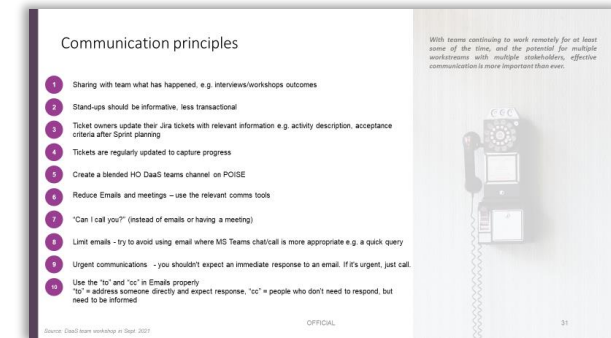 Communication principles
With teams continuing to work remotely for at least
some of the time, and the potential for multiple
workstreams with multiple stakeholders, effective
communication is more important than ever.
1 Sharing with team what has happened, e.g. interviews/workshops outcomes
2 Stand-ups should be informative, less transactional
3 Ticket owners update their Jira tickets with relevant information e.g. activity description, acceptance
criteria after Sprint planning
4 Tickets are regularly updated to capture progress
5 Create a blended HO DaaS teams channel on POISE
6 Reduce Emails and meetings – use the relevant comms tools
7 "Can I call you?" (instead of emails or having a meeting)
8 Limit emails - try to avoid using email where MS Teams chat/call is more appropriate e.g. a quick query
9 Urgent communications - you shouldn't expect an immediate response to an email. If it's urgent, just call.
10 Use the "to" and "cc" in Emails properly
"to" = address someone directly and expect response, "cc" = people who don't need to respond, but
need to be informed
Source: DaaS team workshop in Sept 2021
OFFICIAL
31